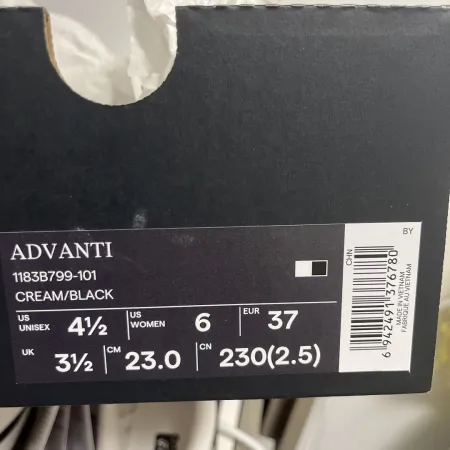 ADVANTI
1183B799-101
CREAM/BLACK
US UNISEX 4½ US WOMEN 6 EUR 37
UK 3½ CM 23.0 CN 230(2.5)
BY
CHN
6 942491 376780
MADE IN VIETNAM
FABRIQUÉ AU VIETNAM